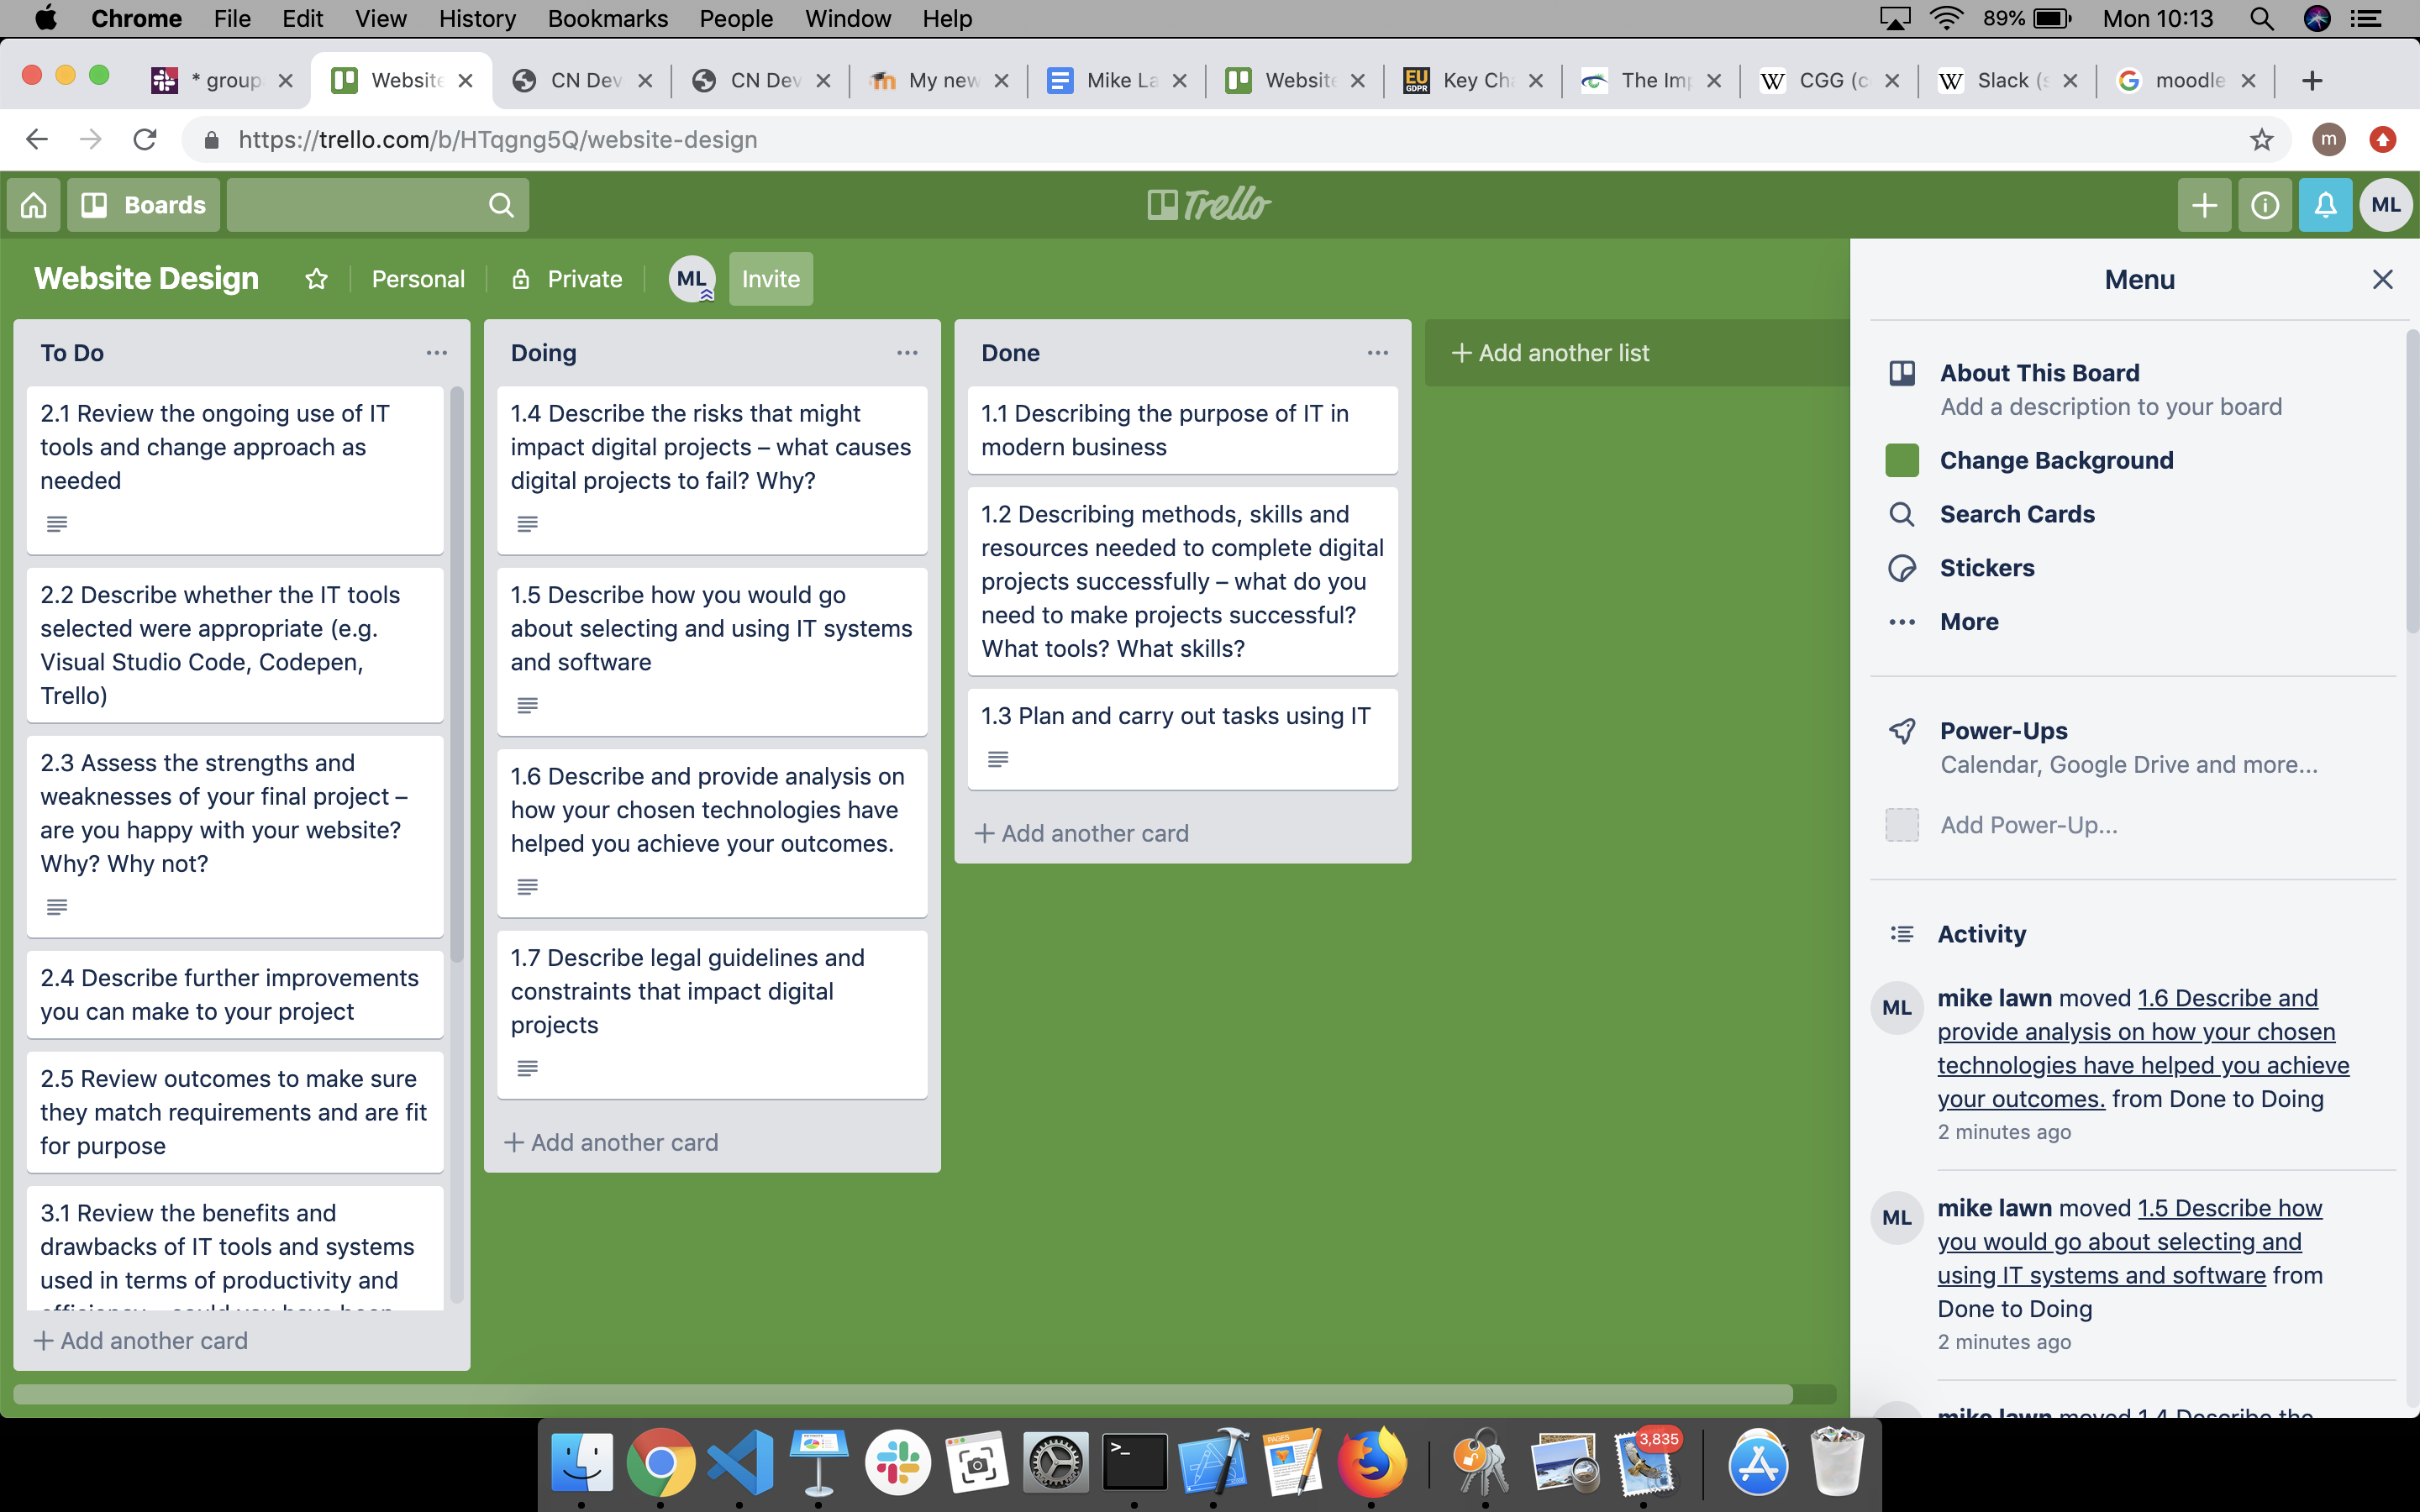 Chrome File Edit View History Bookmarks People Window Help 89% Mon 10:13
* group Website CN Dev CN Dev My new Mike La Website EU GDPR Key Cha The Imp W CGG (c W Slack (s moodle
https://trello.com/b/HTqgng5Q/website-design m
Boards Trello ML
Website Design Personal Private ML Invite
To Do
2.1 Review the ongoing use of IT
tools and change approach as
needed
2.2 Describe whether the IT tools
selected were appropriate (e.g.
Visual Studio Code, Codepen,
Trello)
2.3 Assess the strengths and
weaknesses of your final project –
are you happy with your website?
Why? Why not?
2.4 Describe further improvements
you can make to your project
2.5 Review outcomes to make sure
they match requirements and are fit
for purpose
3.1 Review the benefits and
drawbacks of IT tools and systems
used in terms of productivity and
+ Add another card
Doing
1.4 Describe the risks that might
impact digital projects – what causes
digital projects to fail? Why?
1.5 Describe how you would go
about selecting and using IT systems
and software
1.6 Describe and provide analysis on
how your chosen technologies have
helped you achieve your outcomes.
1.7 Describe legal guidelines and
constraints that impact digital
projects
+ Add another card
Done
1.1 Describing the purpose of IT in
modern business
1.2 Describing methods, skills and
resources needed to complete digital
projects successfully – what do you
need to make projects successful?
What tools? What skills?
1.3 Plan and carry out tasks using IT
+ Add another card
+ Add another list
Menu
About This Board
Add a description to your board
Change Background
Search Cards
Stickers
More
Power-Ups
Calendar, Google Drive and more...
Add Power-Up...
Activity
ML
mike lawn moved 1.6 Describe and
provide analysis on how your chosen
technologies have helped you achieve
your outcomes. from Done to Doing
2 minutes ago
ML
mike lawn moved 1.5 Describe how
you would go about selecting and
using IT systems and software from
Done to Doing
2 minutes ago
mike lawn moved 1.4 Describe the
PAGES
3,835